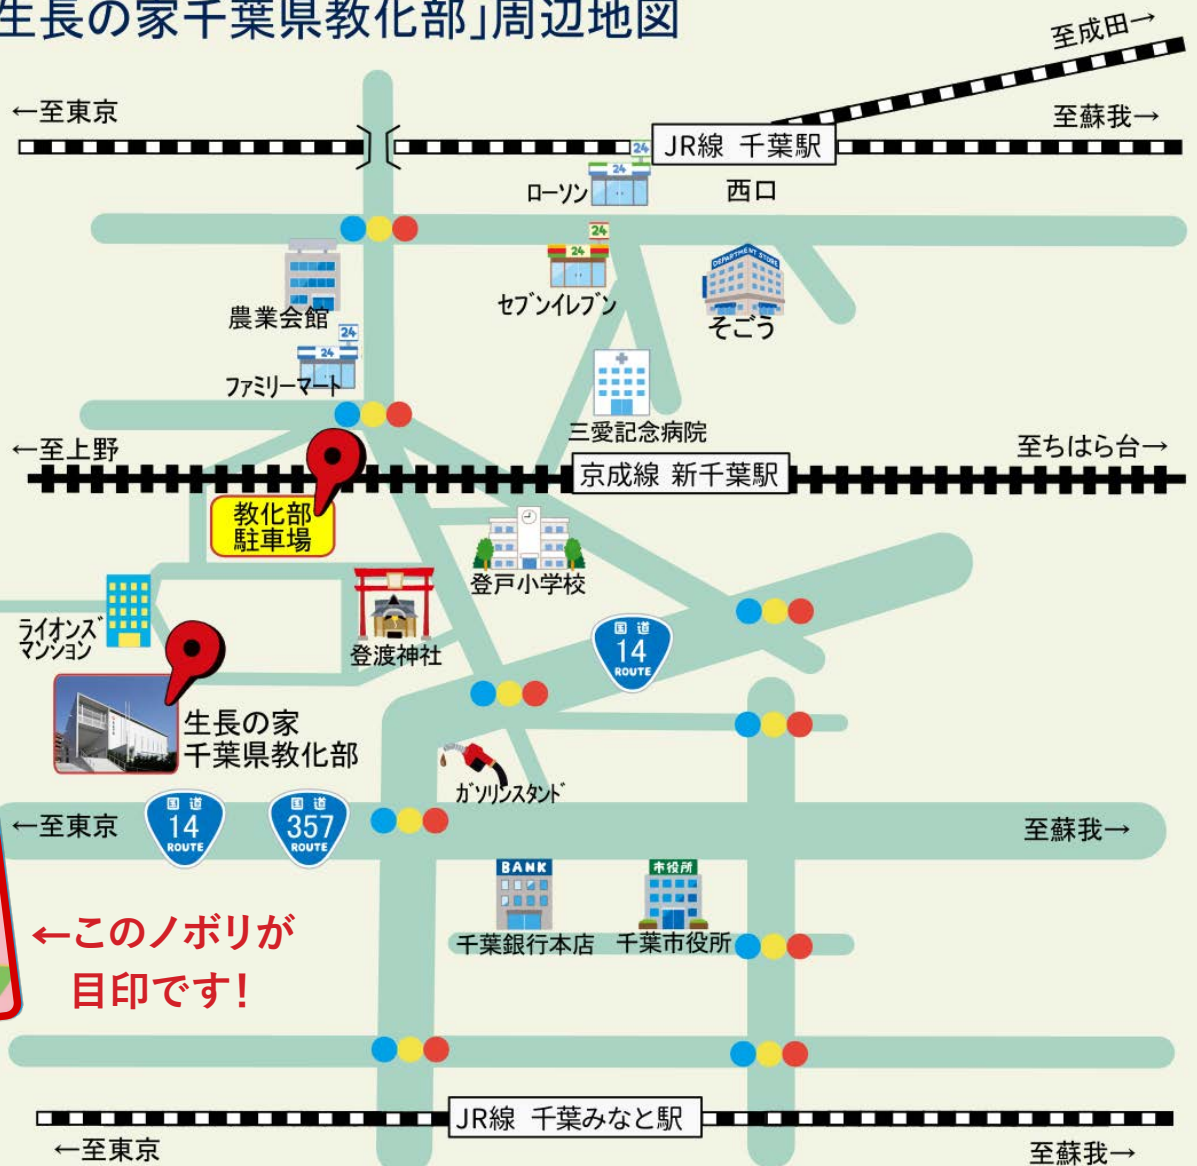 生長の家千葉県教化部」周辺地図
至成田→
←至東京
至蘇我→
24
JR線 千葉駅
24
ローソン
西口
24
24
DEPARTMENT STORE
セブンイレブン
そごう
農業会館
24
24
ファミリーマート
三愛記念病院
←至上野
至ちはら台→
京成線 新千葉駅
教化部
駐車場
登戸小学校
ライオンズ
マンション
登渡神社
国道
14
ROUTE
生長の家
千葉県教化部
ガソリンスタンド
←至東京
国道
14
ROUTE
国道
357
ROUTE
至蘇我→
BANK
市役所
千葉銀行本店
千葉市役所
←このノボリが
目印です！
JR線 千葉みなと駅
←至東京
至蘇我→